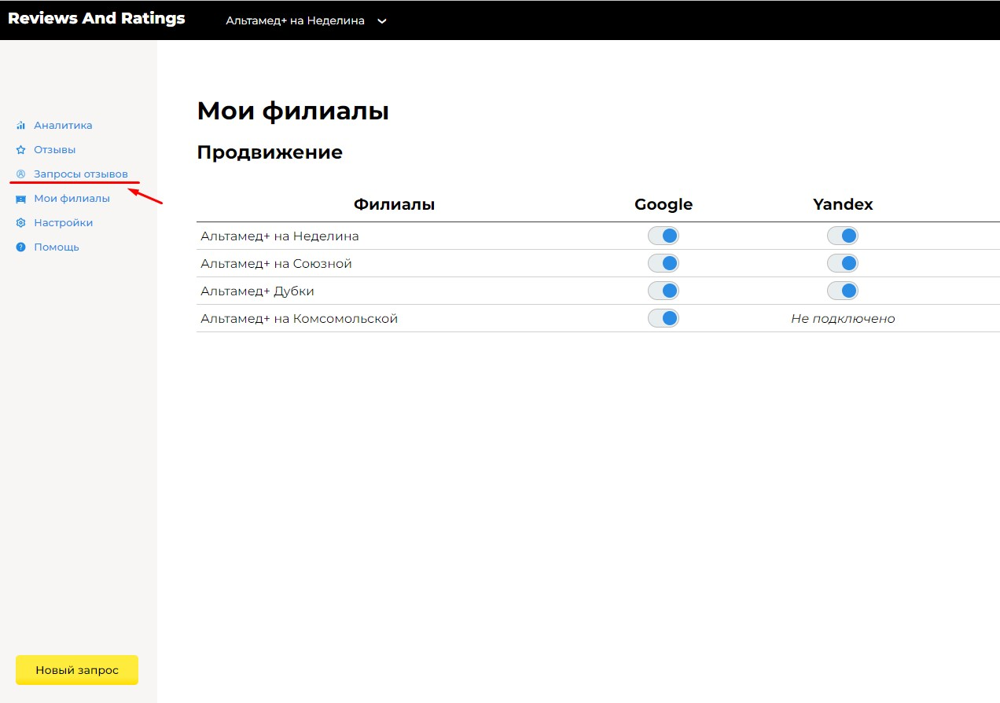 Reviews And Ratings
Альтамед+ на Неделина
Аналитика
Отзывы
Запросы отзывов
Мои филиалы
Настройки
Помощь
Новый запрос
Мои филиалы
Продвижение
Филиалы Google Yandex
Альтамед+ на Неделина
Альтамед+ на Союзной
Альтамед+ Дубки
Альтамед+ на Комсомольской Не подключено